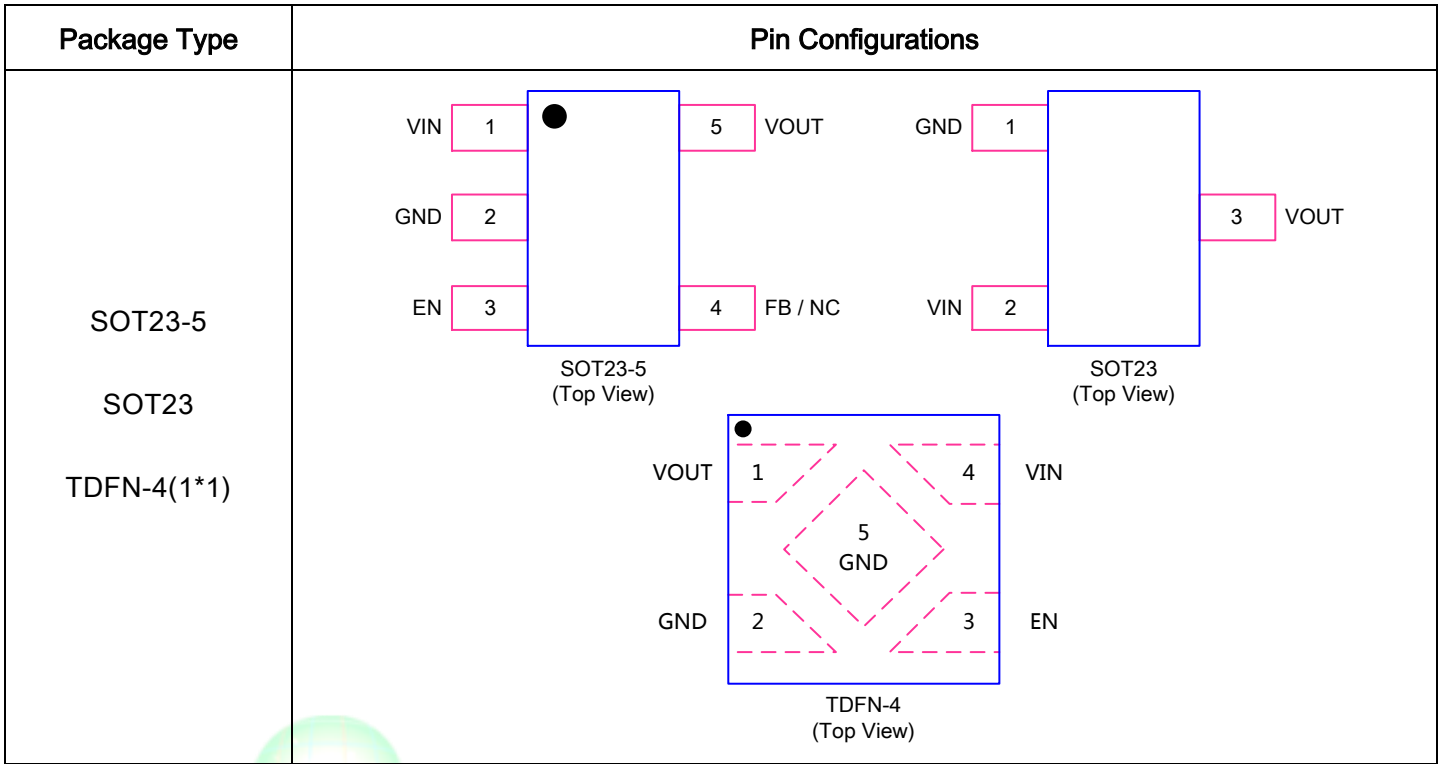 Package Type
Pin Configurations
SOT23-5
SOT23
TDFN-4(1*1)
VIN 1 5 VOUT
GND 2
EN 3 4 FB / NC
SOT23-5
(Top View)
GND 1
3 VOUT
VIN 2
SOT23
(Top View)
VOUT 1 4 VIN
5
GND
GND 2 3 EN
TDFN-4
(Top View)